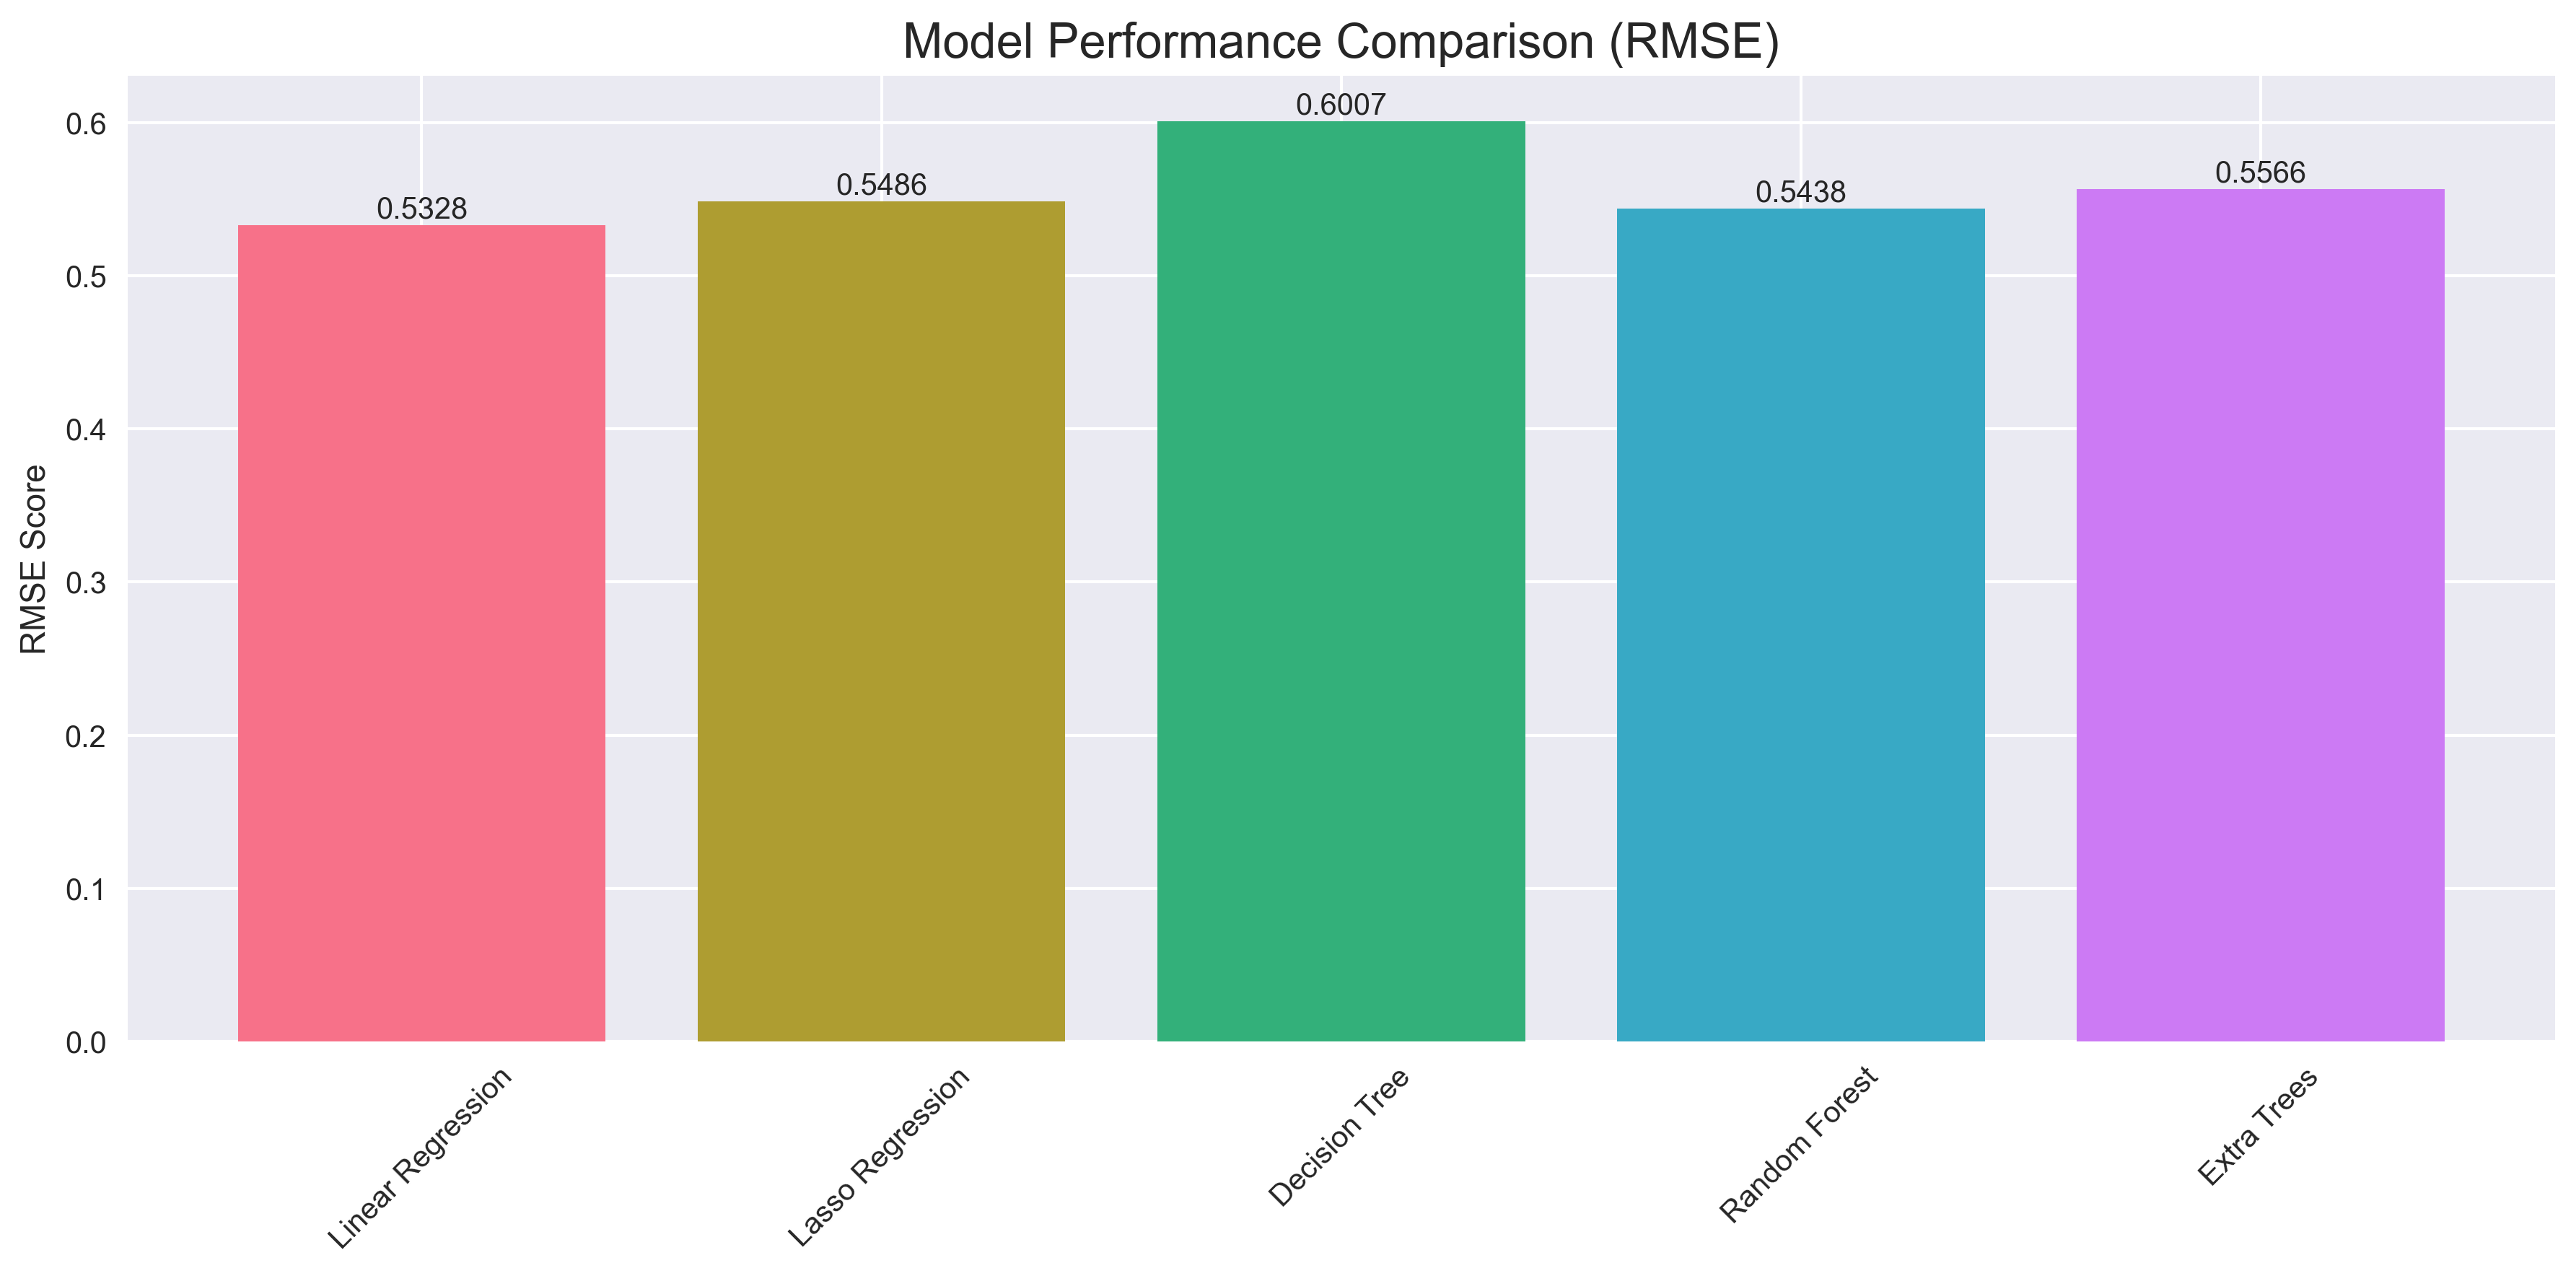 Model Performance Comparison (RMSE)
RMSE Score
0.6
0.5
0.4
0.3
0.2
0.1
0.0
0.5328
0.5486
0.6007
0.5438
0.5566
Linear Regression
Lasso Regression
Decision Tree
Random Forest
Extra Trees